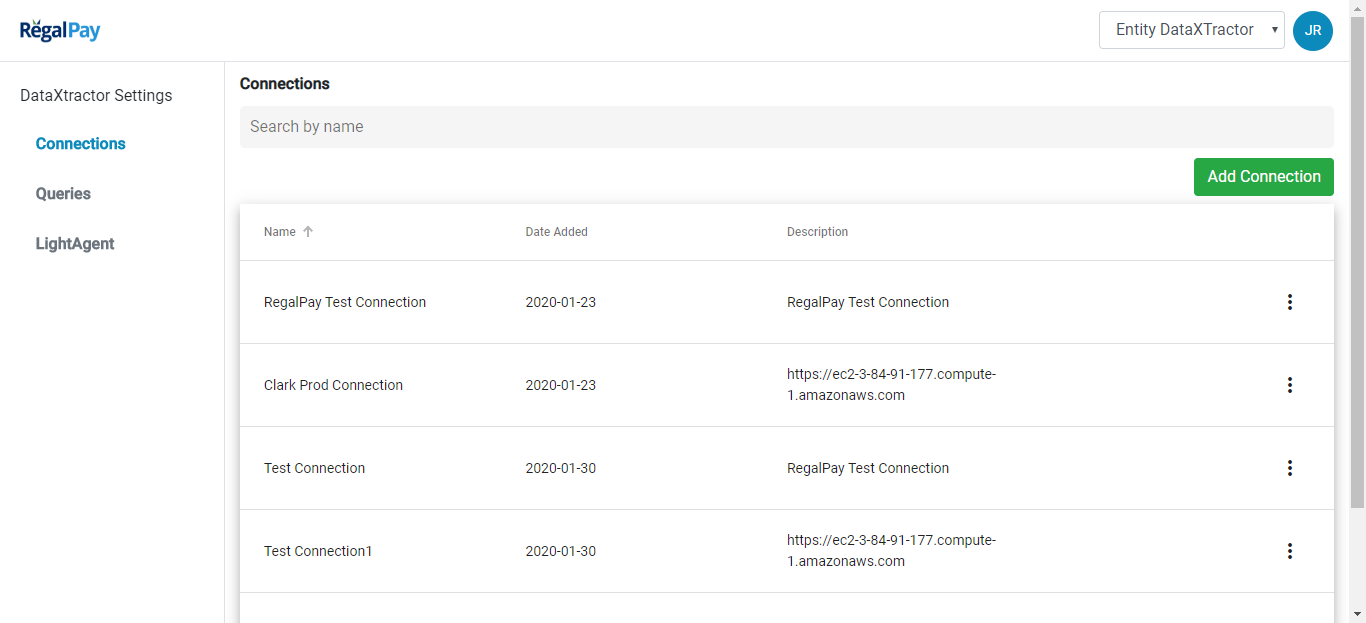 RegalPay
Entity DataXTractor
JR
DataXtractor Settings
Connections
Queries
LightAgent
Connections
Search by name
Add Connection
Name
Date Added
Description
RegalPay Test Connection
2020-01-23
RegalPay Test Connection
Clark Prod Connection
2020-01-23
https://ec2-3-84-91-177.compute-
1.amazonaws.com
Test Connection
2020-01-30
RegalPay Test Connection
Test Connection1
2020-01-30
https://ec2-3-84-91-177.compute-
1.amazonaws.com